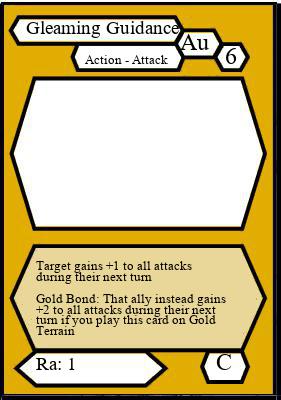 Gleaming Guidance
Au
6
Action - Attack
Target gains +1 to all attacks
during their next turn
Gold Bond: That ally instead gains
+2 to all attacks during their next
turn if you play this card on Gold
Terrain
Ra: 1
C